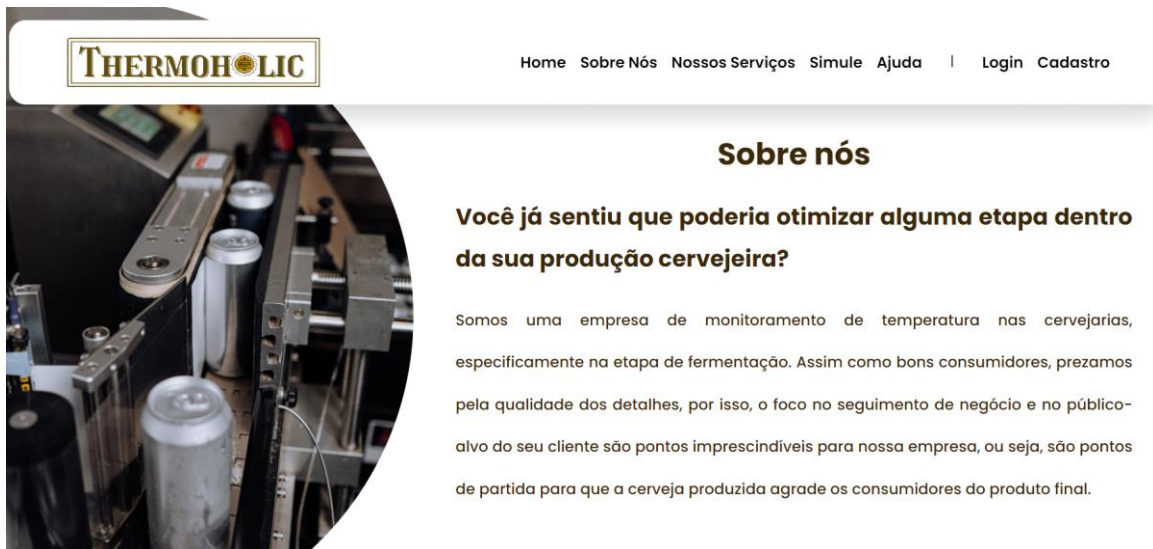 THERMOHOLIC
Home Sobre Nós Nossos Serviços Simule Ajuda | Login Cadastro
Sobre nós
Você já sentiu que poderia otimizar alguma etapa dentro
da sua produção cervejeira?
Somos uma empresa de monitoramento de temperatura nas cervejarias,
especificamente na etapa de fermentação. Assim como bons consumidores, prezamos
pela qualidade dos detalhes, por isso, o foco no seguimento de negócio e no público-
alvo do seu cliente são pontos imprescindíveis para nossa empresa, ou seja, são pontos
de partida para que a cerveja produzida agrade os consumidores do produto final.